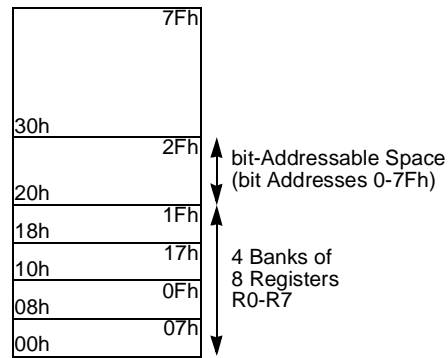 7Fh
30h
2Fh
bit-Addressable Space
(bit Addresses 0-7Fh)
20h
1Fh
18h
17h
4 Banks of
8 Registers
R0-R7
10h
0Fh
08h
07h
00h